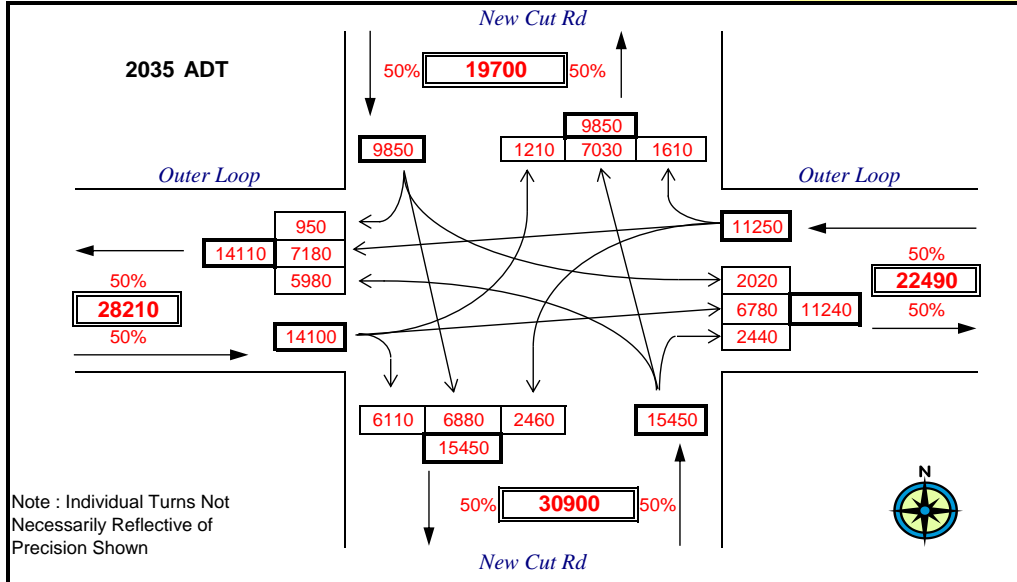 New Cut Rd
2035 ADT
50% 19700 50%
9850
9850
1210 7030 1610
Outer Loop
Outer Loop
950
14110 7180
5980
11250
50%
28210
50%
50%
22490
50%
2020
6780 11240
2440
14100
6110 6880 2460
15450
15450
50% 30900 50%
N
Note : Individual Turns Not
Necessarily Reflective of
Precision Shown
New Cut Rd